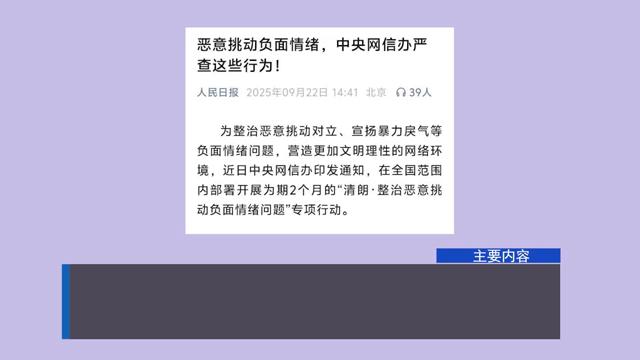 恶意挑动负面情绪，中央网信办严
查这些行为！
人民日报 2025年09月22日 14:41 北京 39人
为整治恶意挑动对立、宣扬暴力戾气等
负面情绪问题，营造更加文明理性的网络环
境，近日中央网信办印发通知，在全国范围
内部署开展为期2个月的“清朗·整治恶意挑
动负面情绪问题”专项行动。
主要内容